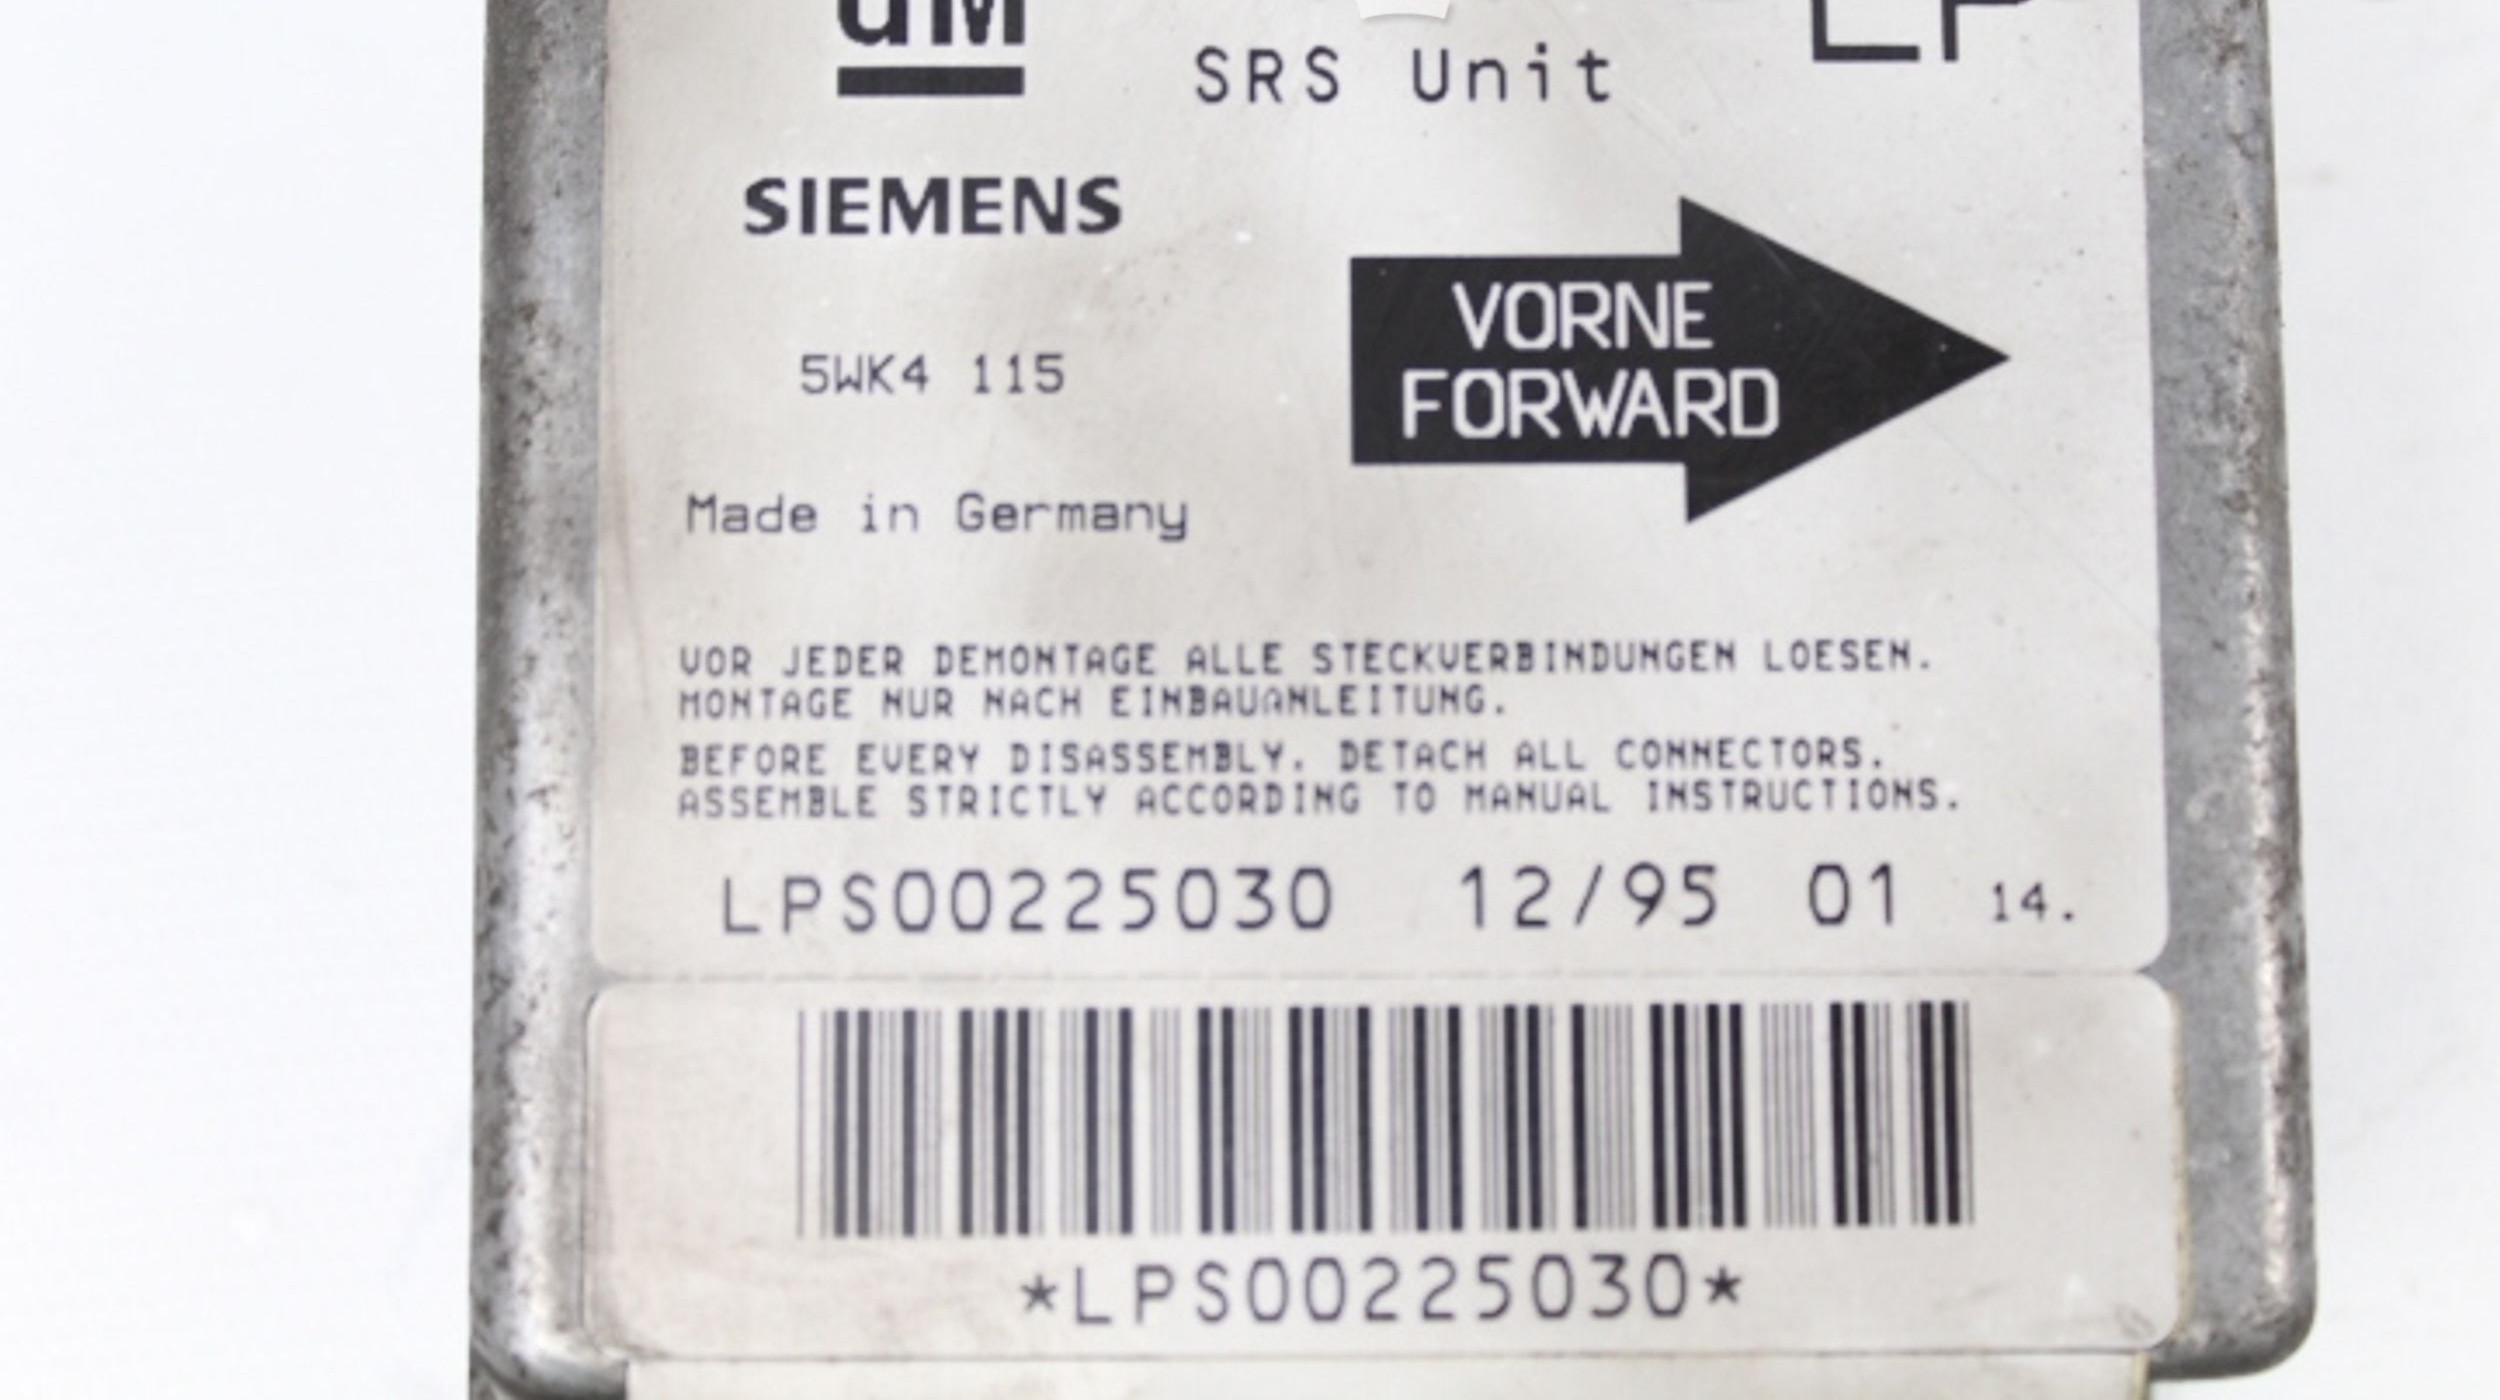 GM
SRS Unit
LP
SIEMENS
VORNE
FORWARD
5WK4 115
Made in Germany
VOR JEDER DEMONTAGE ALLE STECKVERBINDUNGEN LOESEN.
MONTAGE NUR NACH EINBAUANLEITUNG.
BEFORE EVERY DISASSEMBLY. DETACH ALL CONNECTORS.
ASSEMBLE STRICTLY ACCORDING TO MANUAL INSTRUCTIONS.
LPS00225030 12/95 01 14.
*LPS00225030*